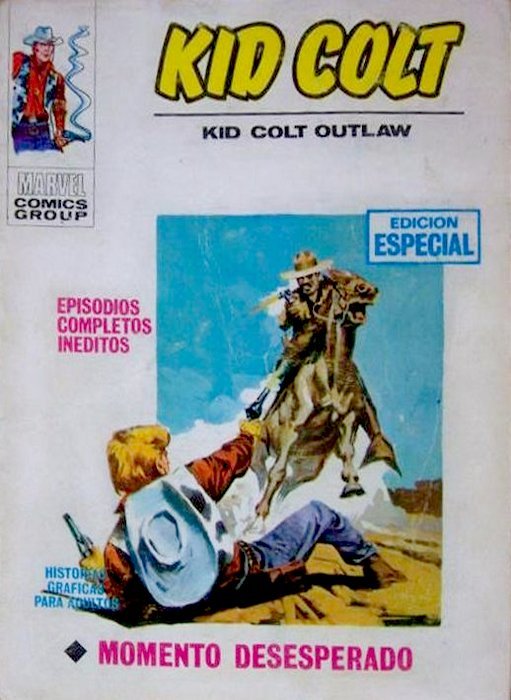 KID COLT
KID COLT OUTLAW
MARVEL
COMICS
GROUP
EDICION
ESPECIAL
EPISODIOS
COMPLETOS
INEDITOS
HISTORIAS
GRAFICAS
PARA ADULTOS
MOMENTO DESESPERADO